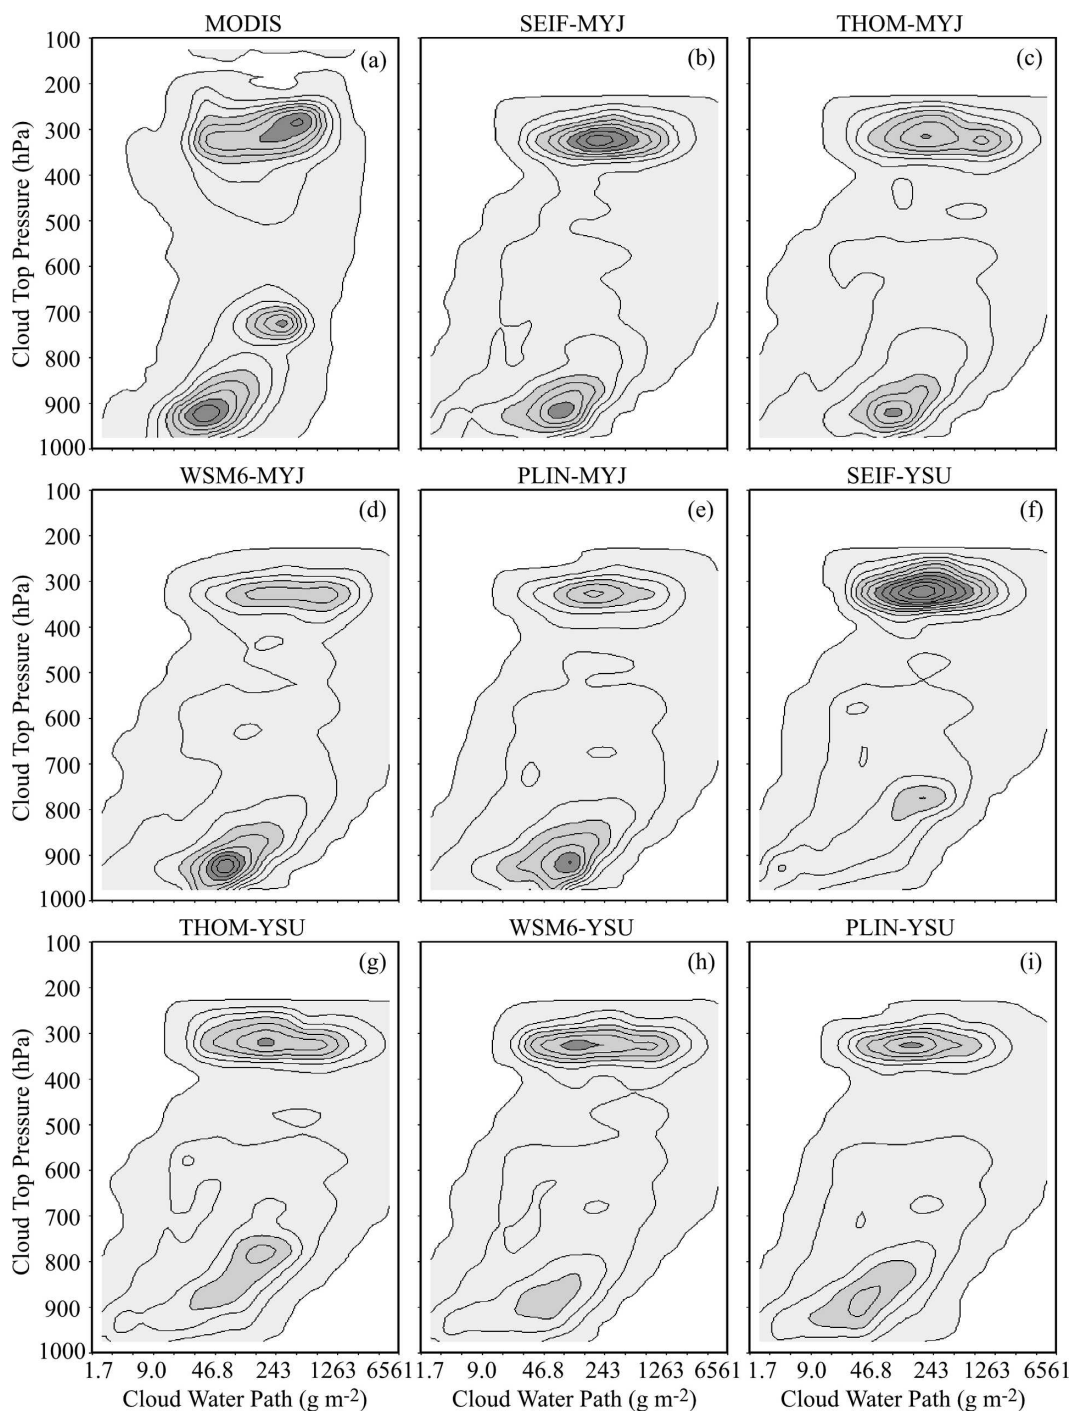 MODIS SEIF-MYJ THOM-MYJ
100
200
300
400
500
600
700
800
900
1000
Cloud Top Pressure (hPa)
(a) (b) (c)
WSM6-MYJ PLIN-MYJ SEIF-YSU
100
200
300
400
500
600
700
800
900
1000
Cloud Top Pressure (hPa)
(d) (e) (f)
THOM-YSU WSM6-YSU PLIN-YSU
100
200
300
400
500
600
700
800
900
1000
Cloud Top Pressure (hPa)
(g) (h) (i)
1.7 9.0 46.8 243 1263 6561 9.0 46.8 243 1263 6561 9.0 46.8 243 1263 6561
Cloud Water Path (g m-2) Cloud Water Path (g m-2) Cloud Water Path (g m-2)